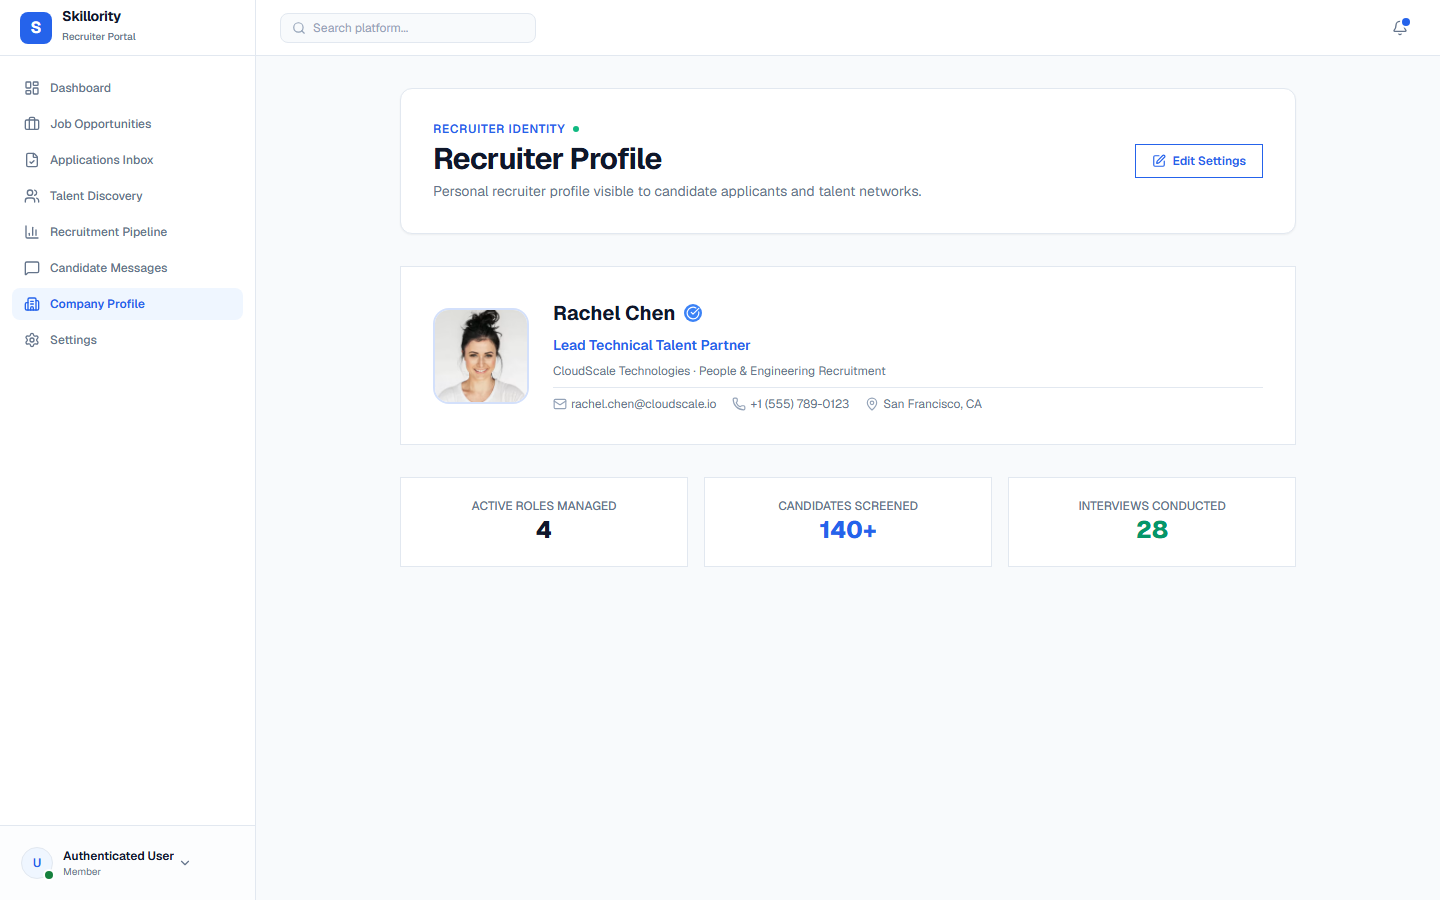 S
Skillority
Recruiter Portal
Search platform...
Dashboard
Job Opportunities
Applications Inbox
Talent Discovery
Recruitment Pipeline
Candidate Messages
Company Profile
Settings
RECRUITER IDENTITY
Recruiter Profile
Personal recruiter profile visible to candidate applicants and talent networks.
Edit Settings
Rachel Chen
Lead Technical Talent Partner
CloudScale Technologies · People & Engineering Recruitment
rachel.chen@cloudscale.io +1 (555) 789-0123 San Francisco, CA
ACTIVE ROLES MANAGED
4
CANDIDATES SCREENED
140+
INTERVIEWS CONDUCTED
28
U
Authenticated User
Member